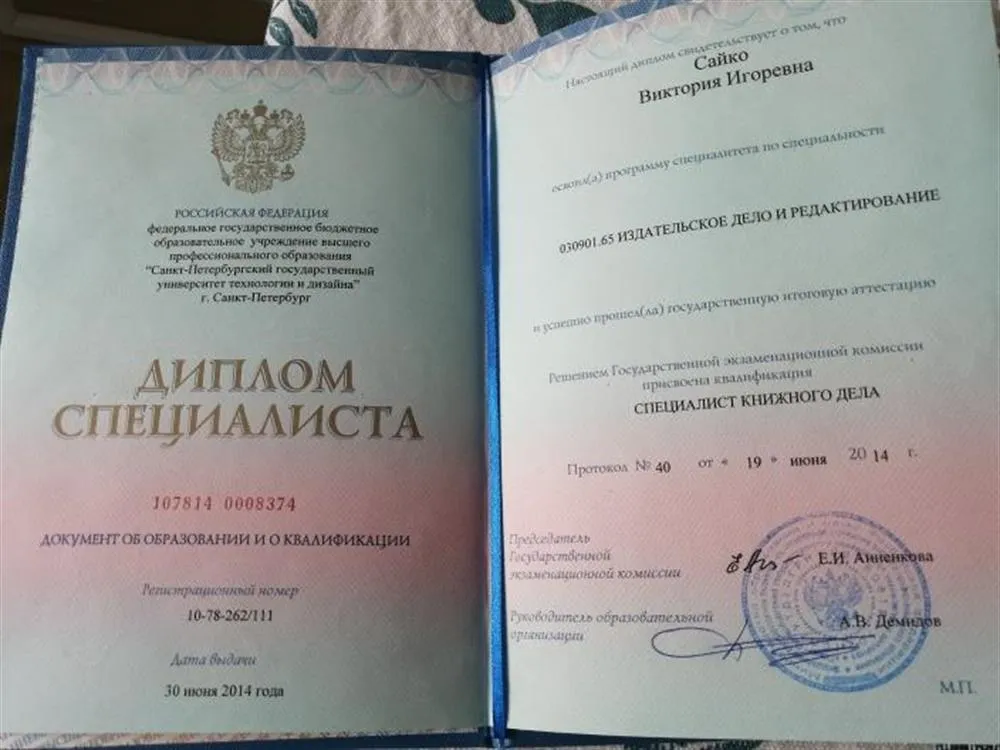 РОССИЙСКАЯ ФЕДЕРАЦИЯ
федеральное государственное бюджетное
образовательное учреждение высшего
профессионального образования
"Санкт-Петербургский государственный
университет технологии и дизайна"
г. Санкт-Петербург
ДИПЛОМ
СПЕЦИАЛИСТА
107814 0008374
ДОКУМЕНТ ОБ ОБРАЗОВАНИИ И О КВАЛИФИКАЦИИ
Регистрационный номер
10-78-262/111
Дата выдачи
30 июня 2014 года
Настоящий диплом свидетельствует о том, что
Сайко
Виктория Игоревна
освоил(а) программу специалитета по специальности
030901.65 ИЗДАТЕЛЬСКОЕ ДЕЛО И РЕДАКТИРОВАНИЕ
и успешно прошел(ла) государственную итоговую аттестацию
Решением Государственной экзаменационной комиссии
присвоена квалификация
СПЕЦИАЛИСТ КНИЖНОГО ДЕЛА
Протокол № 40 от « 19 » июня 2014 г.
Председатель
Государственной
экзаменационной комиссии
Е.И. Анненкова
Руководитель образовательной
организации
А.В. Демидов
М.П.